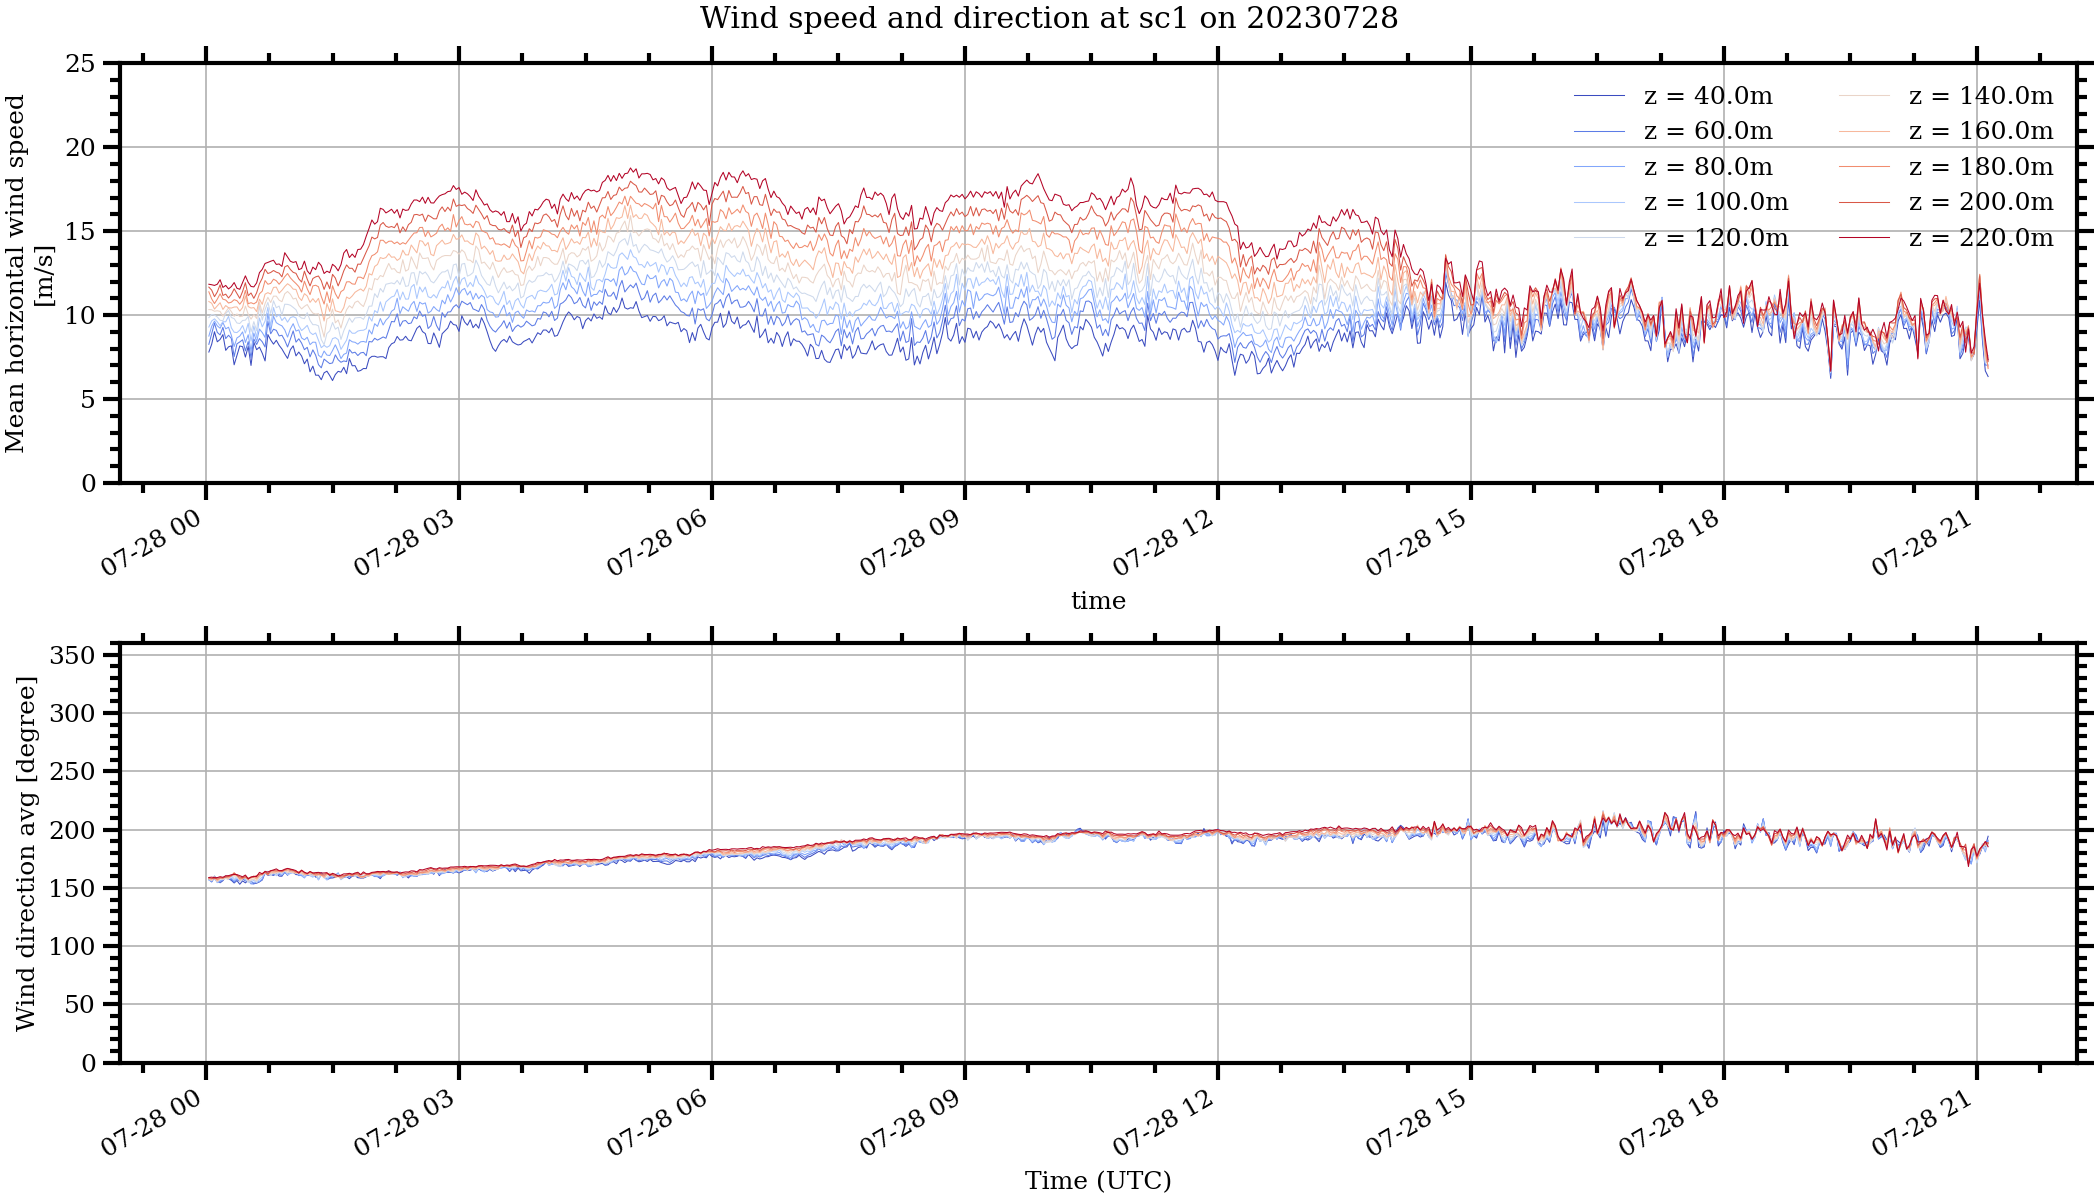 Wind speed and direction at sc1 on 20230728
Mean horizontal wind speed
[m/s]
25
20
15
10
5
0
z = 40.0m
z = 60.0m
z = 80.0m
z = 100.0m
z = 120.0m
z = 140.0m
z = 160.0m
z = 180.0m
z = 200.0m
z = 220.0m
07-28 00
07-28 03
07-28 06
07-28 09
07-28 12
07-28 15
07-28 18
07-28 21
time
Wind direction avg [degree]
350
300
250
200
150
100
50
0
07-28 00
07-28 03
07-28 06
07-28 09
07-28 12
07-28 15
07-28 18
07-28 21
Time (UTC)